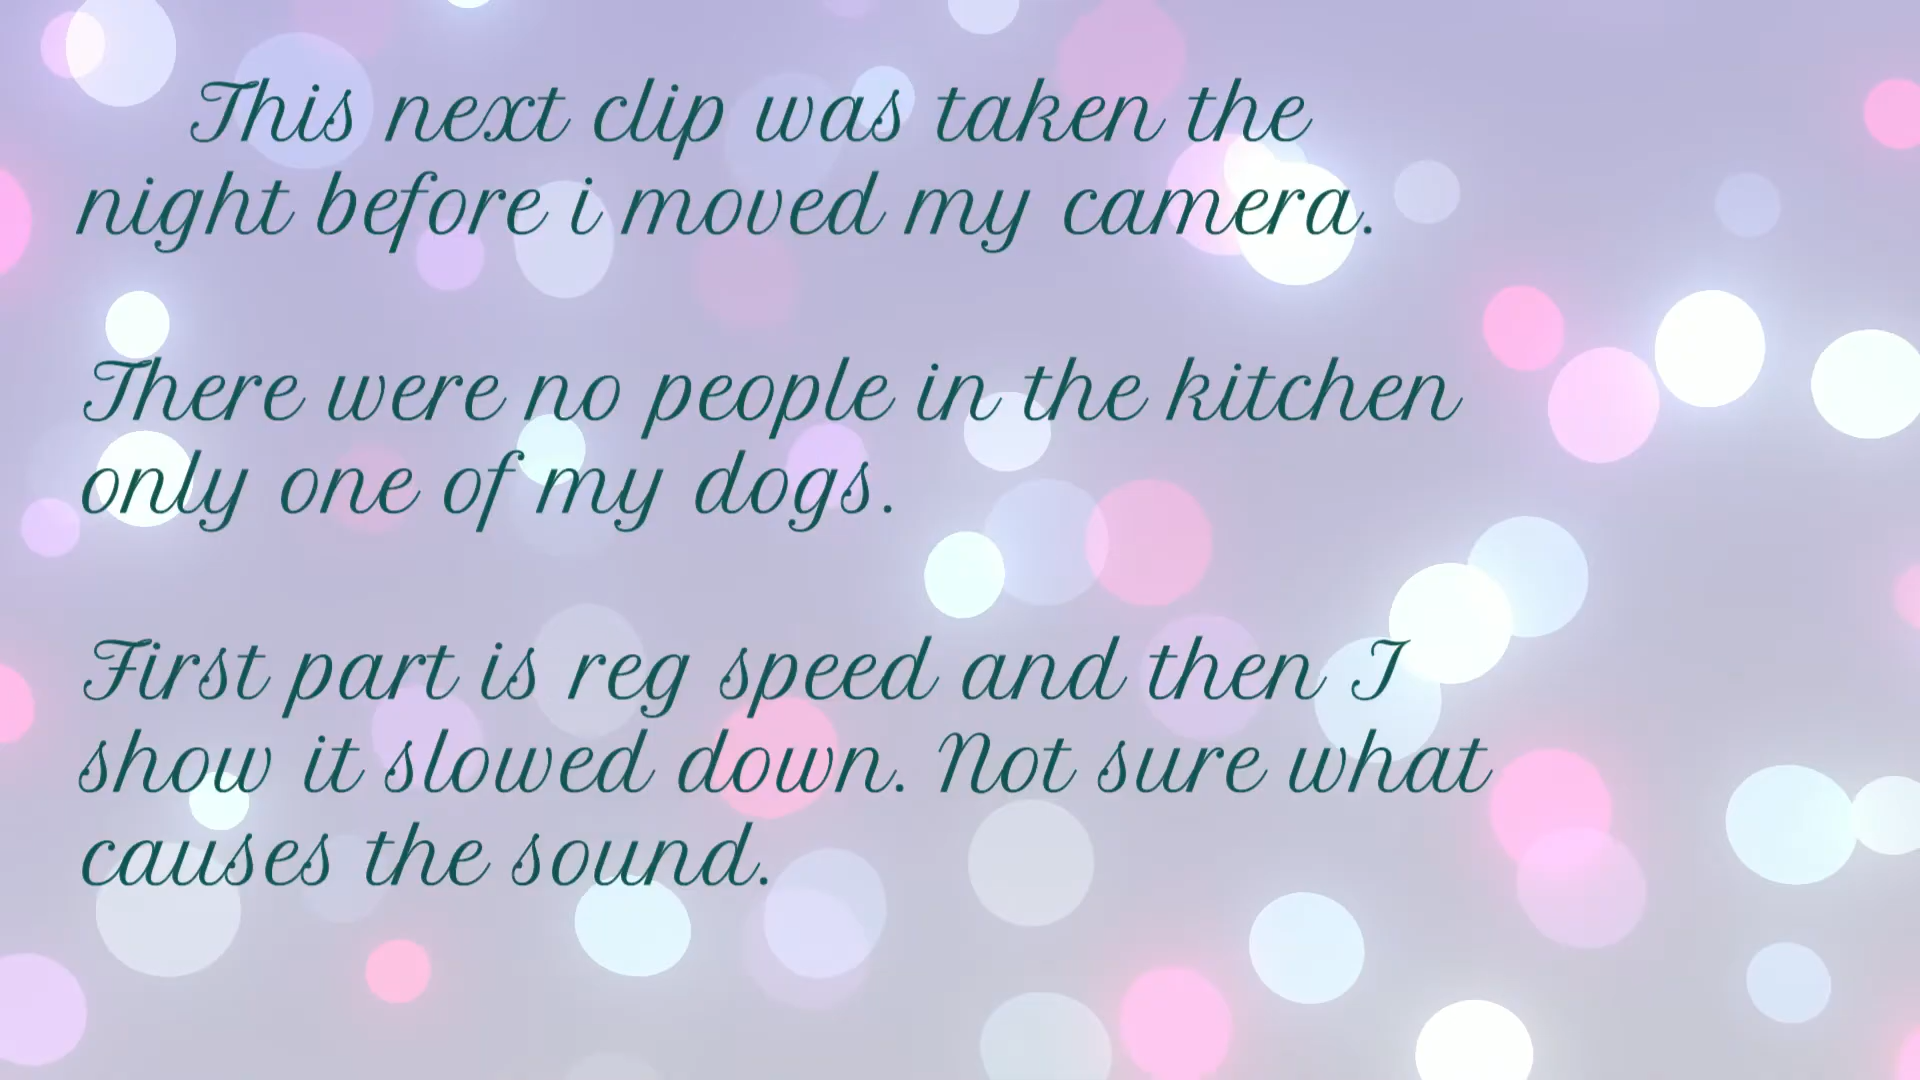 This next clip was taken the
night before i moved my camera.
There were no people in the kitchen
only one of my dogs.
First part is reg speed and then I
show it slowed down. Not sure what
causes the sound.